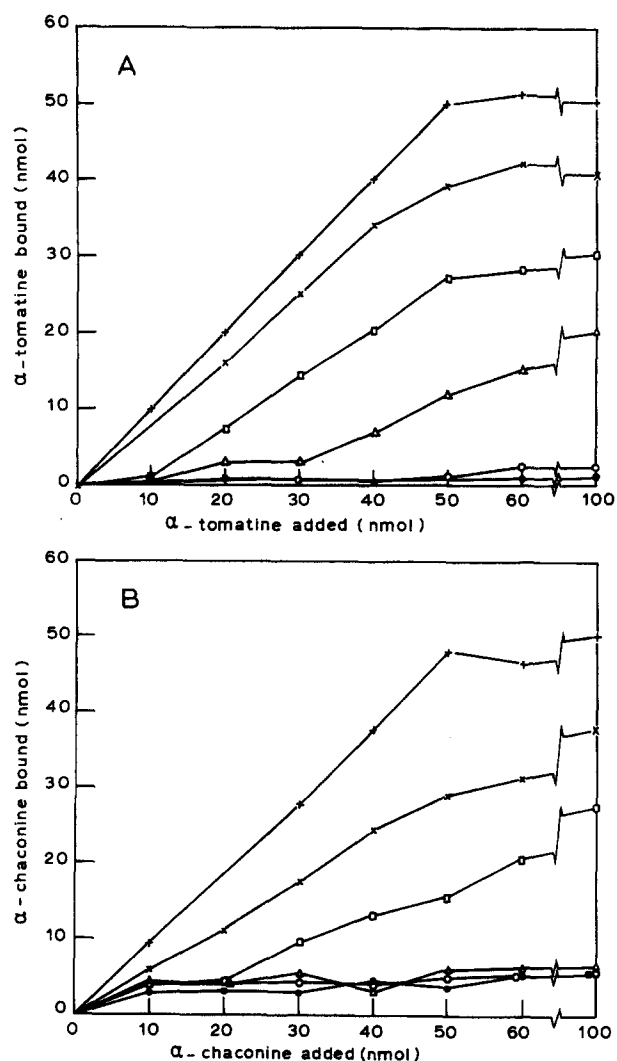 A
α-tomatine bound (nmol)
60
50
40
30
20
10
0
0 10 20 30 40 50 60 100
α-tomatine added (nmol)
B
α-chaconine bound (nmol)
60
50
40
30
20
10
0
0 10 20 30 40 50 60 100
α-chaconine added (nmol)